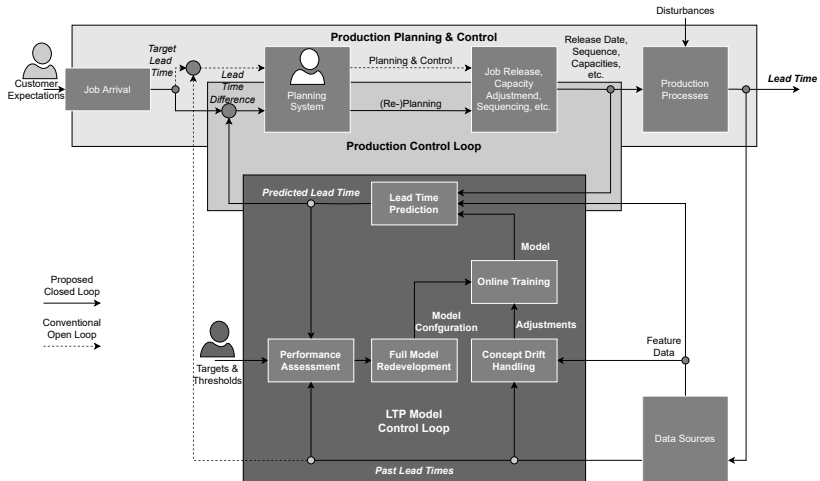 Disturbances
Production Planning & Control
Release Date,
Sequence,
Capacities,
etc.
Target
Lead
Time
Customer
Expectations
Job Arrival
Lead
Time
Difference
Planning
System
Planning & Control
(Re-)Planning
Job Release,
Capacity
Adjustmend,
Sequencing, etc.
Production
Processes
Lead Time
Production Control Loop
Predicted Lead Time
Lead Time
Prediction
Model
Proposed
Closed Loop
Online Training
Conventional
Open Loop
Model
Confguration
Adjustments
Targets &
Thresholds
Performance
Assessment
Full Model
Redevelopment
Concept Drift
Handling
Feature
Data
LTP Model
Control Loop
Data Sources
Past Lead Times